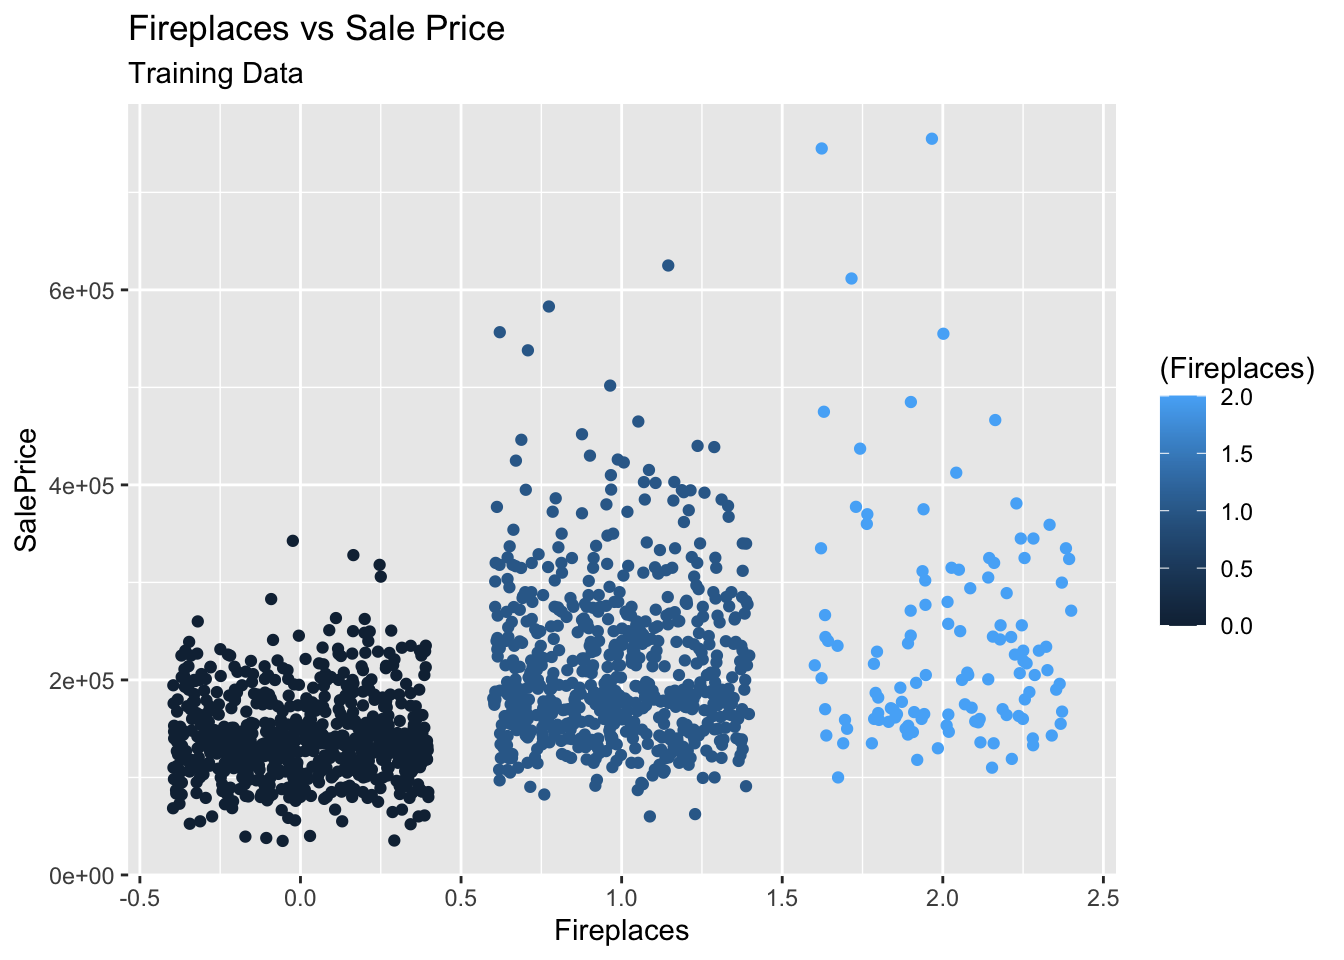 Fireplaces vs Sale Price
Training Data
6e+05
4e+05
2e+05
0e+00
SalePrice
-0.5 0.0 0.5 1.0 1.5 2.0 2.5
Fireplaces
(Fireplaces)
2.0
1.5
1.0
0.5
0.0